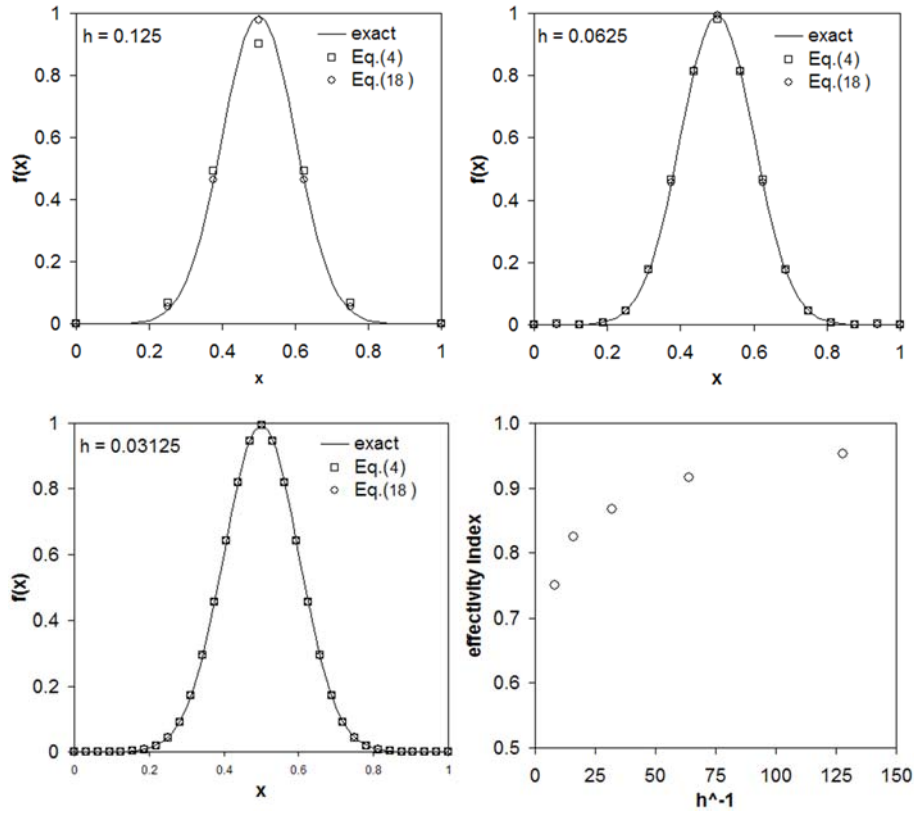 h = 0.125
exact
Eq.(4)
Eq.(18 )
f(x)
1
0.8
0.6
0.4
0.2
0
0 0.2 0.4 0.6 0.8 1
x
h = 0.0625
exact
Eq.(4)
Eq.(18 )
f(x)
1
0.8
0.6
0.4
0.2
0
0 0.2 0.4 0.6 0.8 1
x
h = 0.03125
exact
Eq.(4)
Eq.(18 )
f(x)
1
0.8
0.6
0.4
0.2
0
0 0.2 0.4 0.6 0.8 1
x
effectivity index
1.0
0.9
0.8
0.7
0.6
0.5
0 25 50 75 100 125 150
h^-1